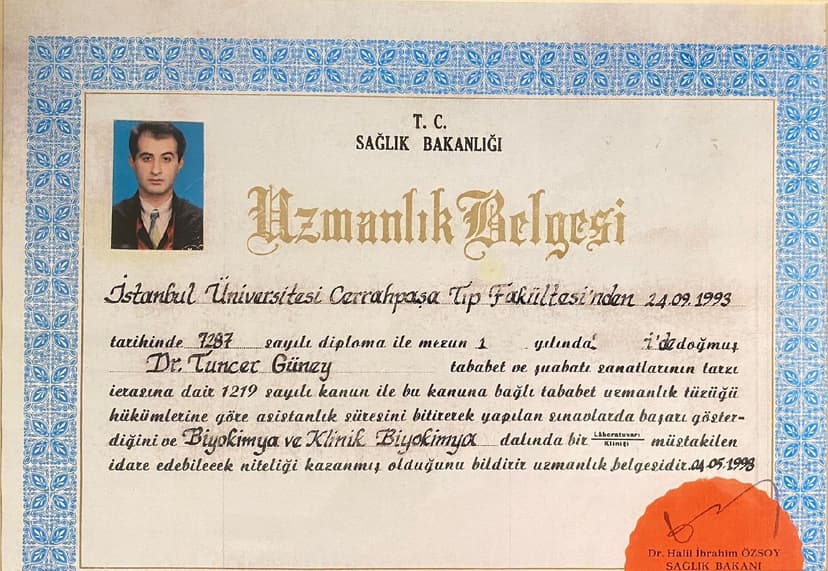 T. C.
SAĞLIK BAKANLIĞI
Uzmanlık Belgesi
İstanbul Üniversitesi Cerrahpaşa Tıp Fakültesi'nden 24.09.1993
tarihinde 7287 sayılı diploma ile mezun 1 yılında i'de doğmuş
Dr. Tuncer Güney tababet ve şuabatı sanatlarının tarzı
icrasına dair 1219 sayılı kanun ile bu kanuna bağlı tababet uzmanlık tüzüğü
hükümlerine göre asistanlık süresini bitirerek yapılan sınavlarda başarı göster-
diğini ve Biyokimya ve Klinik Biyokimya dalında bir Lâboratuvarı Kliniği müstakilen
idare edebilecek niteliği kazanmış olduğunu bildirir uzmanlık belgesidir. 04.05.1998
Dr. Halil İbrahim ÖZSOY
SAĞLIK BAKANI